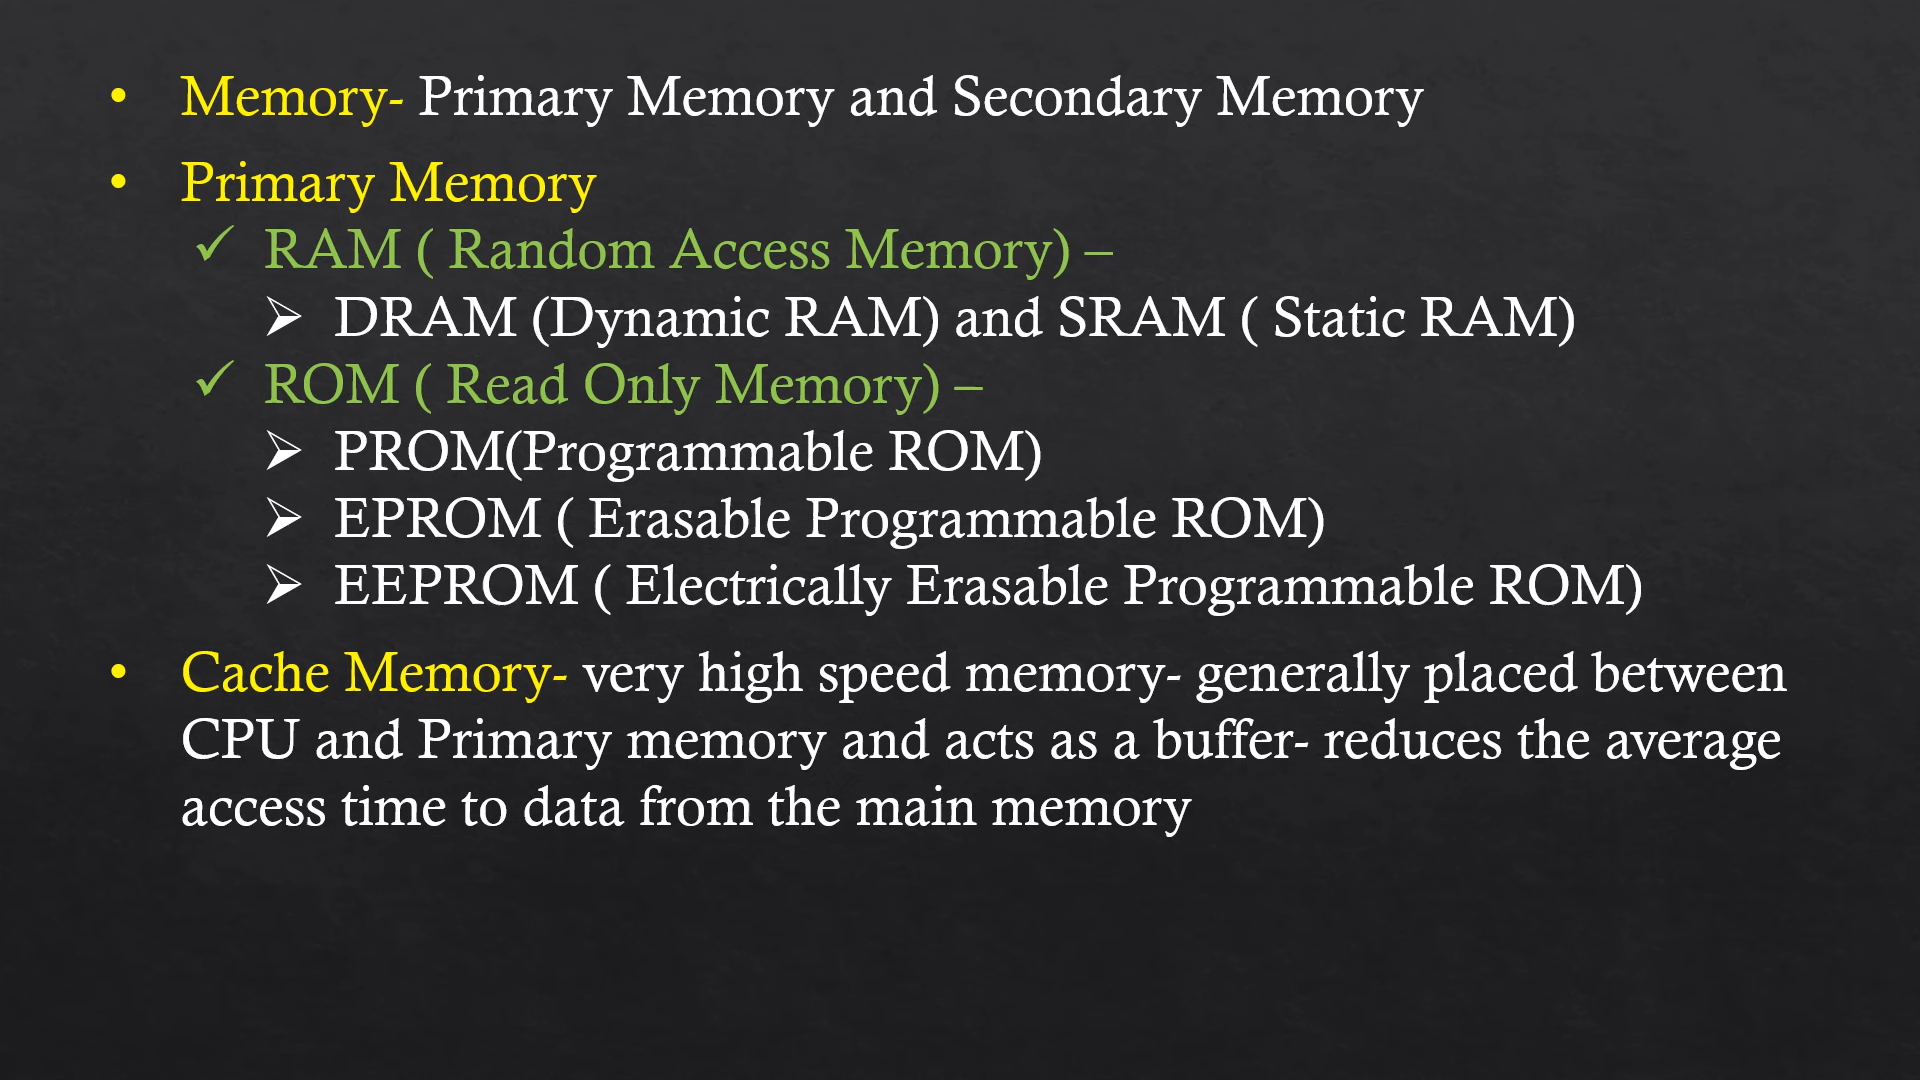 • Memory- Primary Memory and Secondary Memory
• Primary Memory
✓ RAM ( Random Access Memory) –
➢ DRAM (Dynamic RAM) and SRAM ( Static RAM)
✓ ROM ( Read Only Memory) –
➢ PROM(Programmable ROM)
➢ EPROM ( Erasable Programmable ROM)
➢ EEPROM ( Electrically Erasable Programmable ROM)
• Cache Memory- very high speed memory- generally placed between
CPU and Primary memory and acts as a buffer- reduces the average
access time to data from the main memory